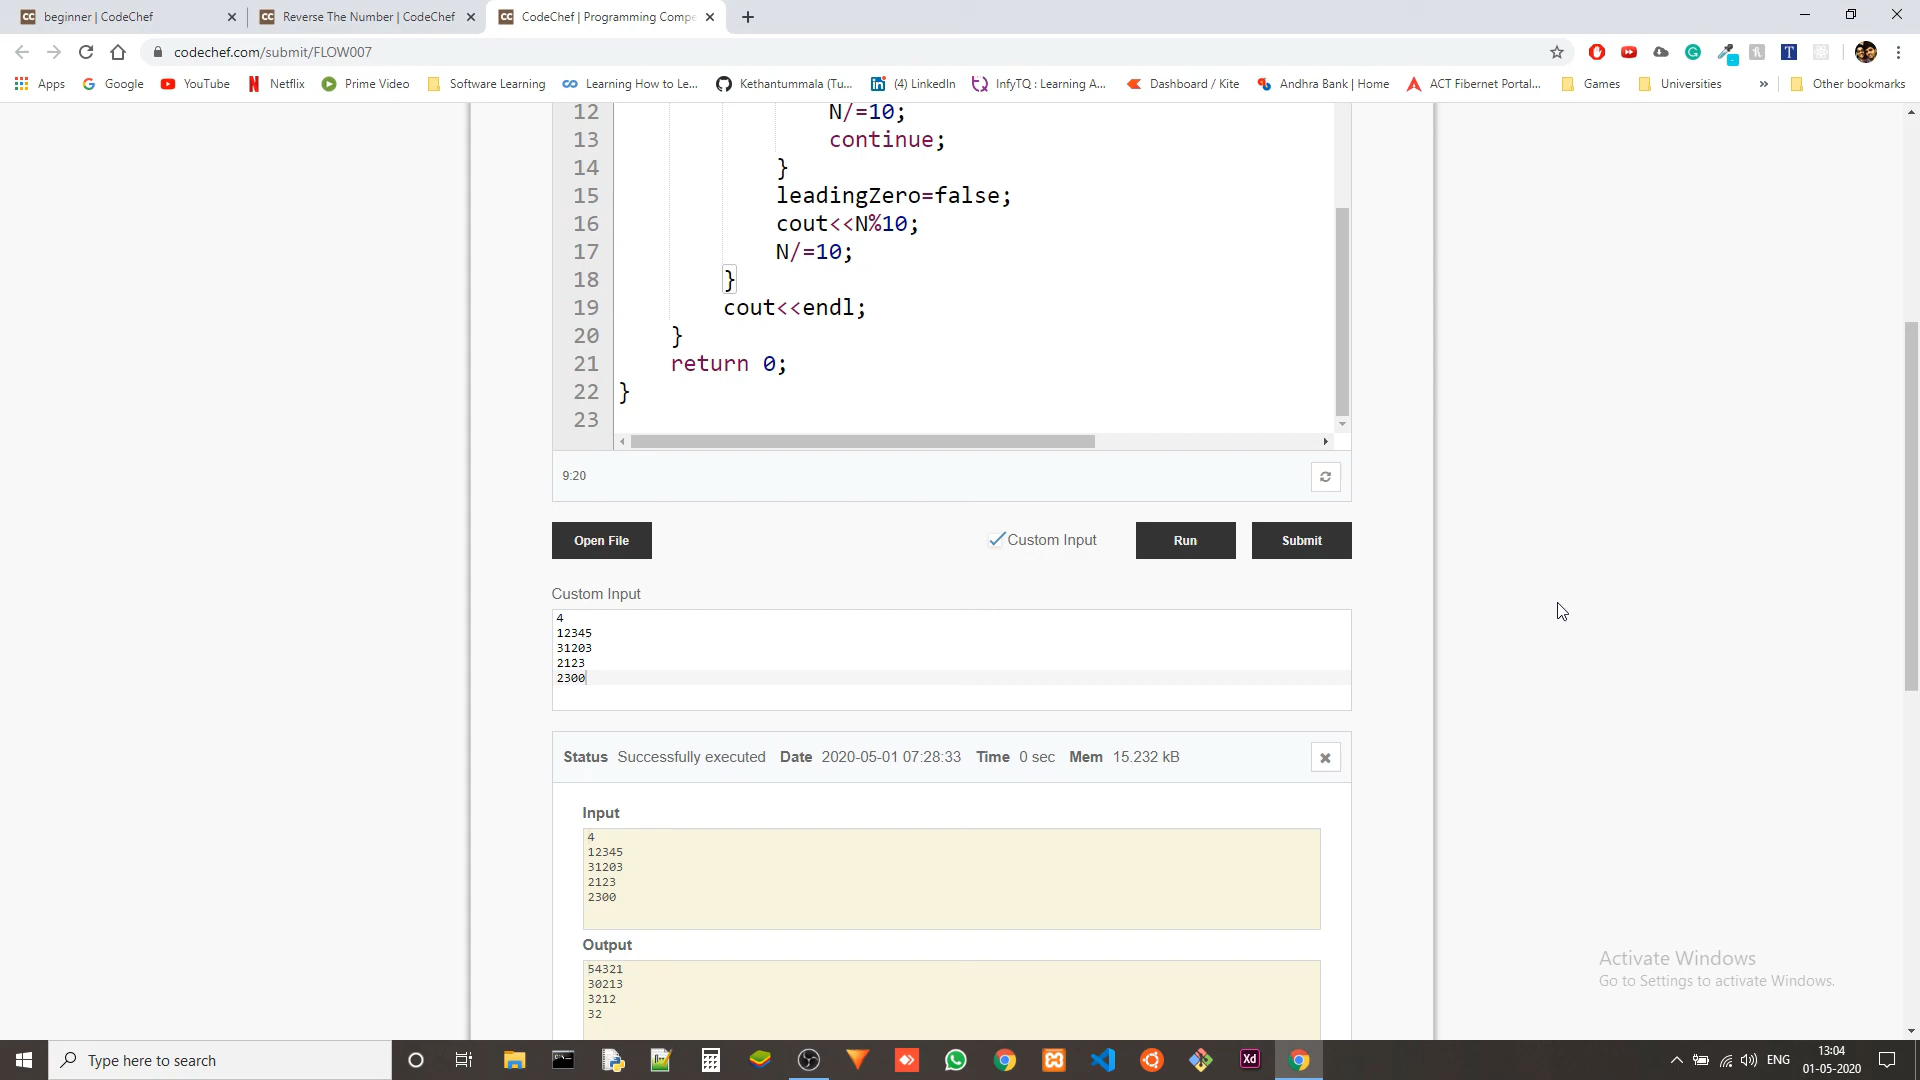 beginner | CodeChef
Reverse The Number | CodeChef
CodeChef | Programming Compe
codechef.com/submit/FLOW007
Apps
Google
YouTube
Netflix
Prime Video
Software Learning
Learning How to Le...
Kethantummala (Tu...
(4) LinkedIn
InfyTQ : Learning A...
Dashboard / Kite
Andhra Bank | Home
ACT Fibernet Portal...
Games
Universities
»
Other bookmarks
12 N/=10;
13 continue;
14 }
15 leadingZero=false;
16 cout<<N%10;
17 N/=10;
18 }
19 cout<<endl;
20 }
21 return 0;
22 }
23
9:20
Open File
Custom Input
Run
Submit
Custom Input
4
12345
31203
2123
2300
Status Successfully executed Date 2020-05-01 07:28:33 Time 0 sec Mem 15.232 kB
Input
4
12345
31203
2123
2300
Output
54321
30213
3212
32
Activate Windows
Go to Settings to activate Windows.
Type here to search
Xd
ENG
13:04
01-05-2020